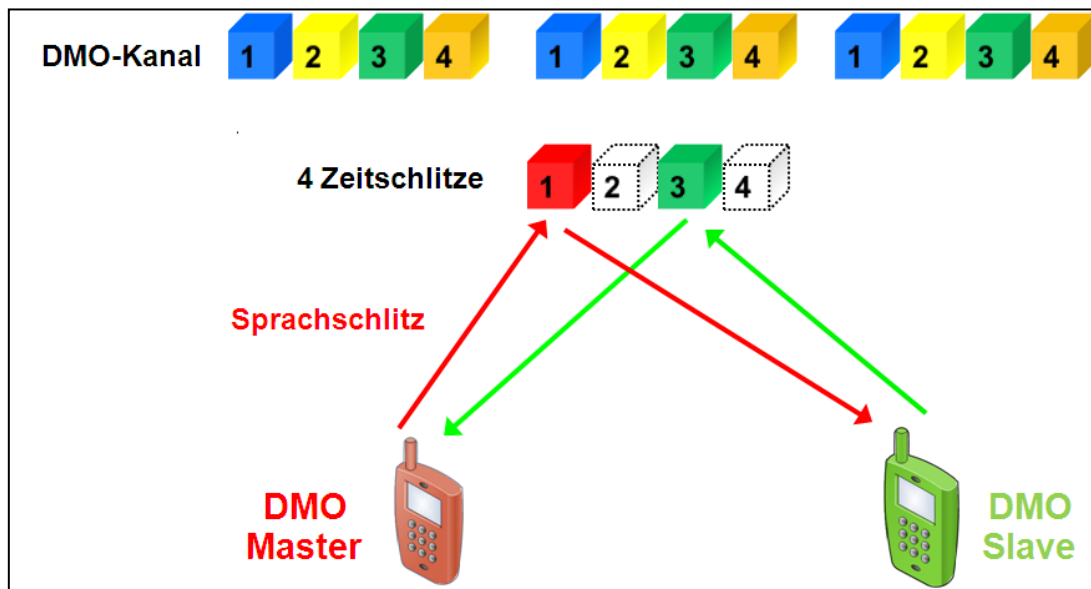 DMO-Kanal 1 2 3 4 1 2 3 4 1 2 3 4
4 Zeitschlitze 1 2 3 4
Sprachschlitz
DMO
Master
DMO
Slave